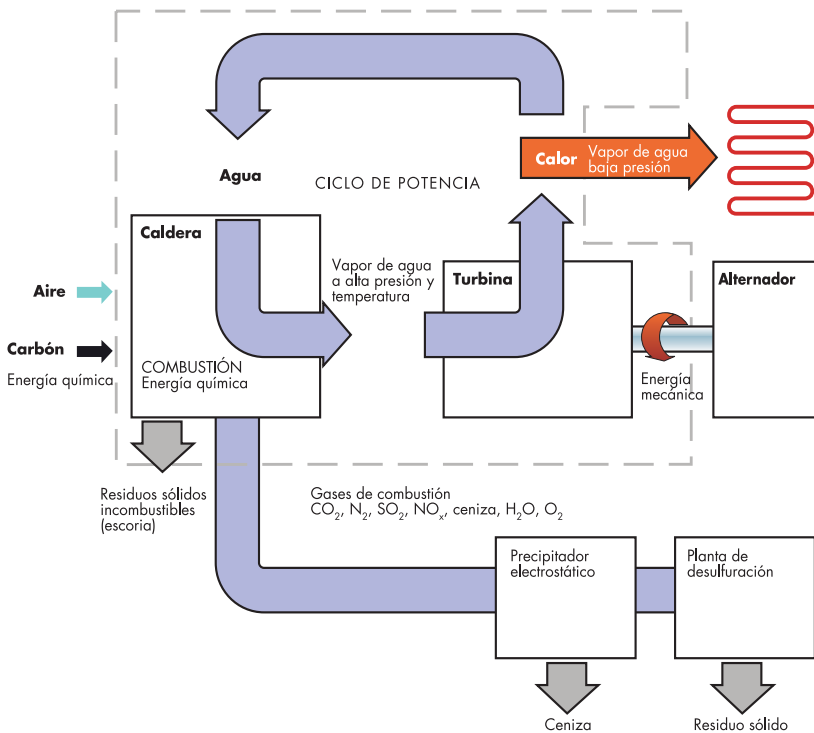 Calor Vapor de agua
baja presión
Agua
CICLO DE POTENCIA
Caldera
Vapor de agua
a alta presión y
temperatura
Turbina
Alternador
Aire
Carbón
Energía química
COMBUSTIÓN
Energía química
Energía
mecánica
Residuos sólidos
incombustibles
(escoria)
Gases de combustión
CO₂, N₂, SO₂, NOₓ, ceniza, H₂O, O₂
Precipitador
electrostático
Planta de
desulfuración
Ceniza
Residuo sólido